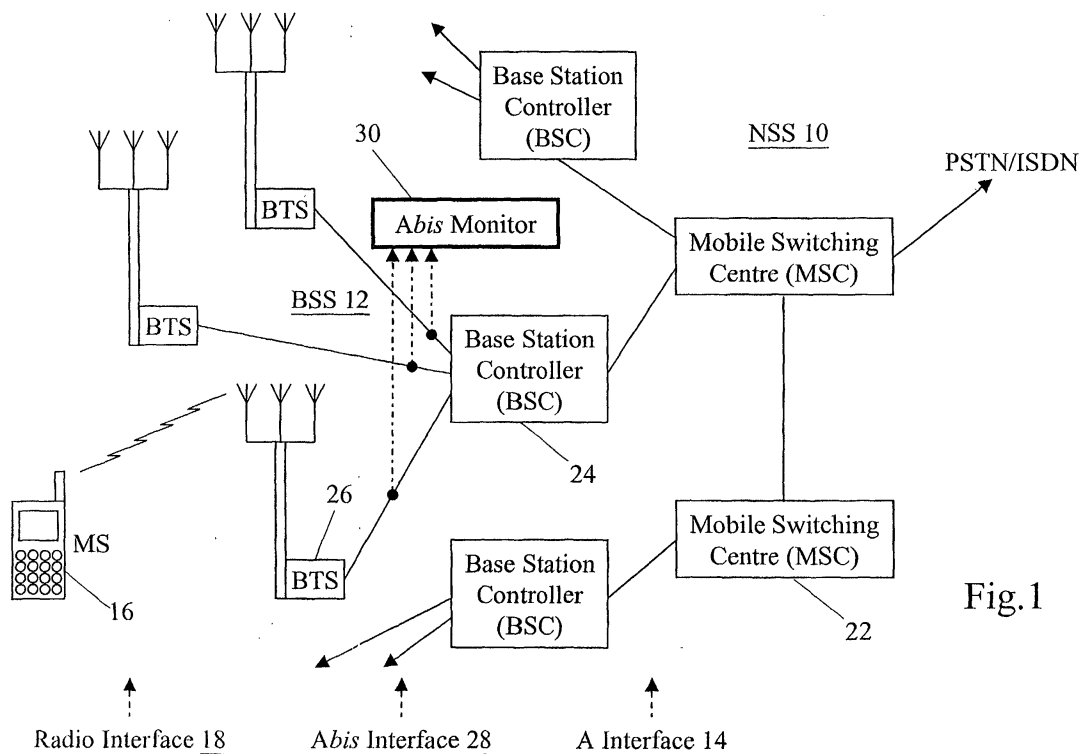 Base Station
Controller
(BSC)
NSS 10
30
PSTN/ISDN
BTS
Abis Monitor
Mobile Switching
Centre (MSC)
BSS 12
BTS
Base Station
Controller
(BSC)
24
26
MS
BTS
16
Base Station
Controller
(BSC)
Mobile Switching
Centre (MSC)
22
Fig.1
Radio Interface 18
Abis Interface 28
A Interface 14